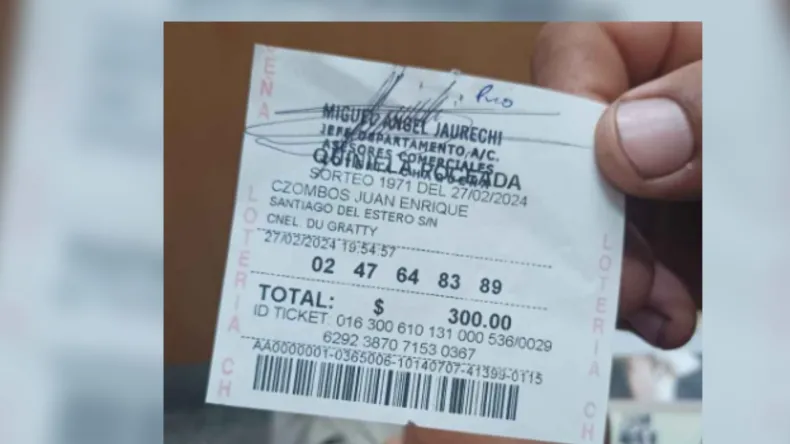 MIGUEL ANGEL JAURECHI
JEFE DEPARTAMENTO A/C.
ASESORES COMERCIALES
QUINIELA POCEADA
SORTEO 1971 DEL 27/02/2024
CZOMBOS JUAN ENRIQUE
SANTIAGO DEL ESTERO S/N
CNEL. DU GRATTY
27/02/2024 19:54:57
02 47 64 83 89
TOTAL: $ 300.00
ID TICKET: 016 300 610 131 000 536/0029
6292 3870 7153 0367
AA0000001-0365006-10140707-41399-0115
EÑA
LOTERIA CH
LOTERIA CH